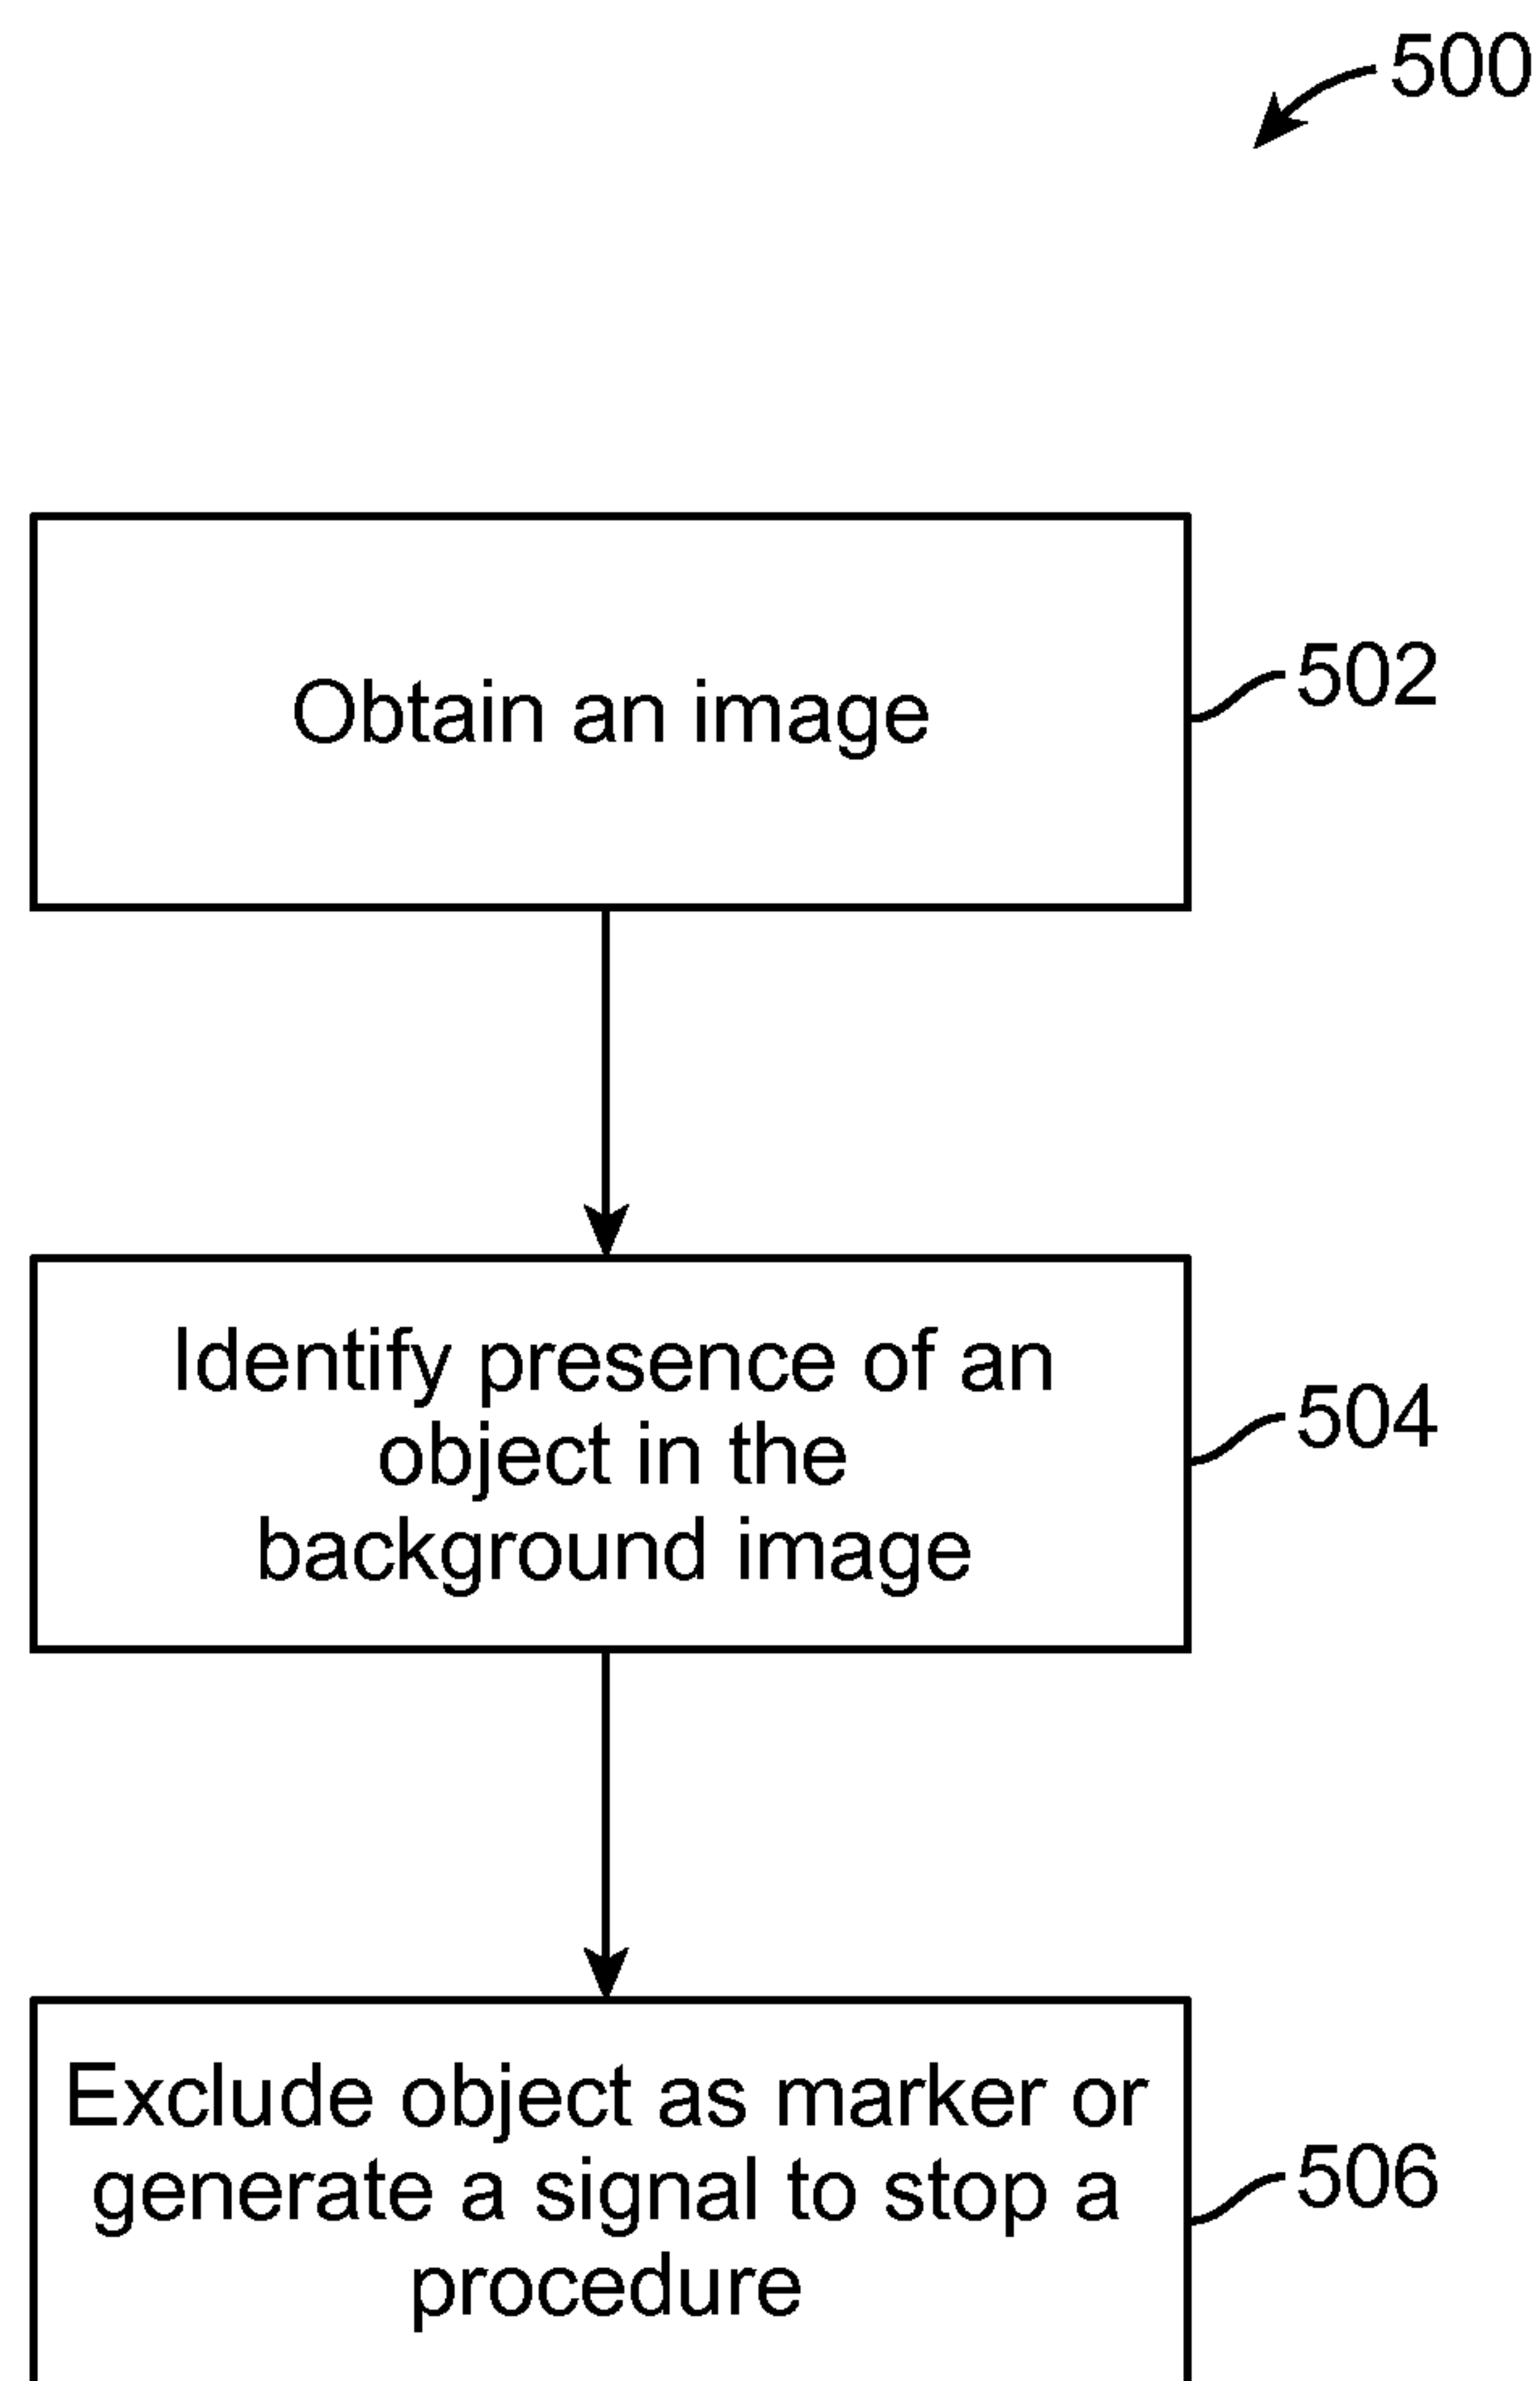 500
Obtain an image
502
Identify presence of an
object in the
background image
504
Exclude object as marker or
generate a signal to stop a
procedure
506